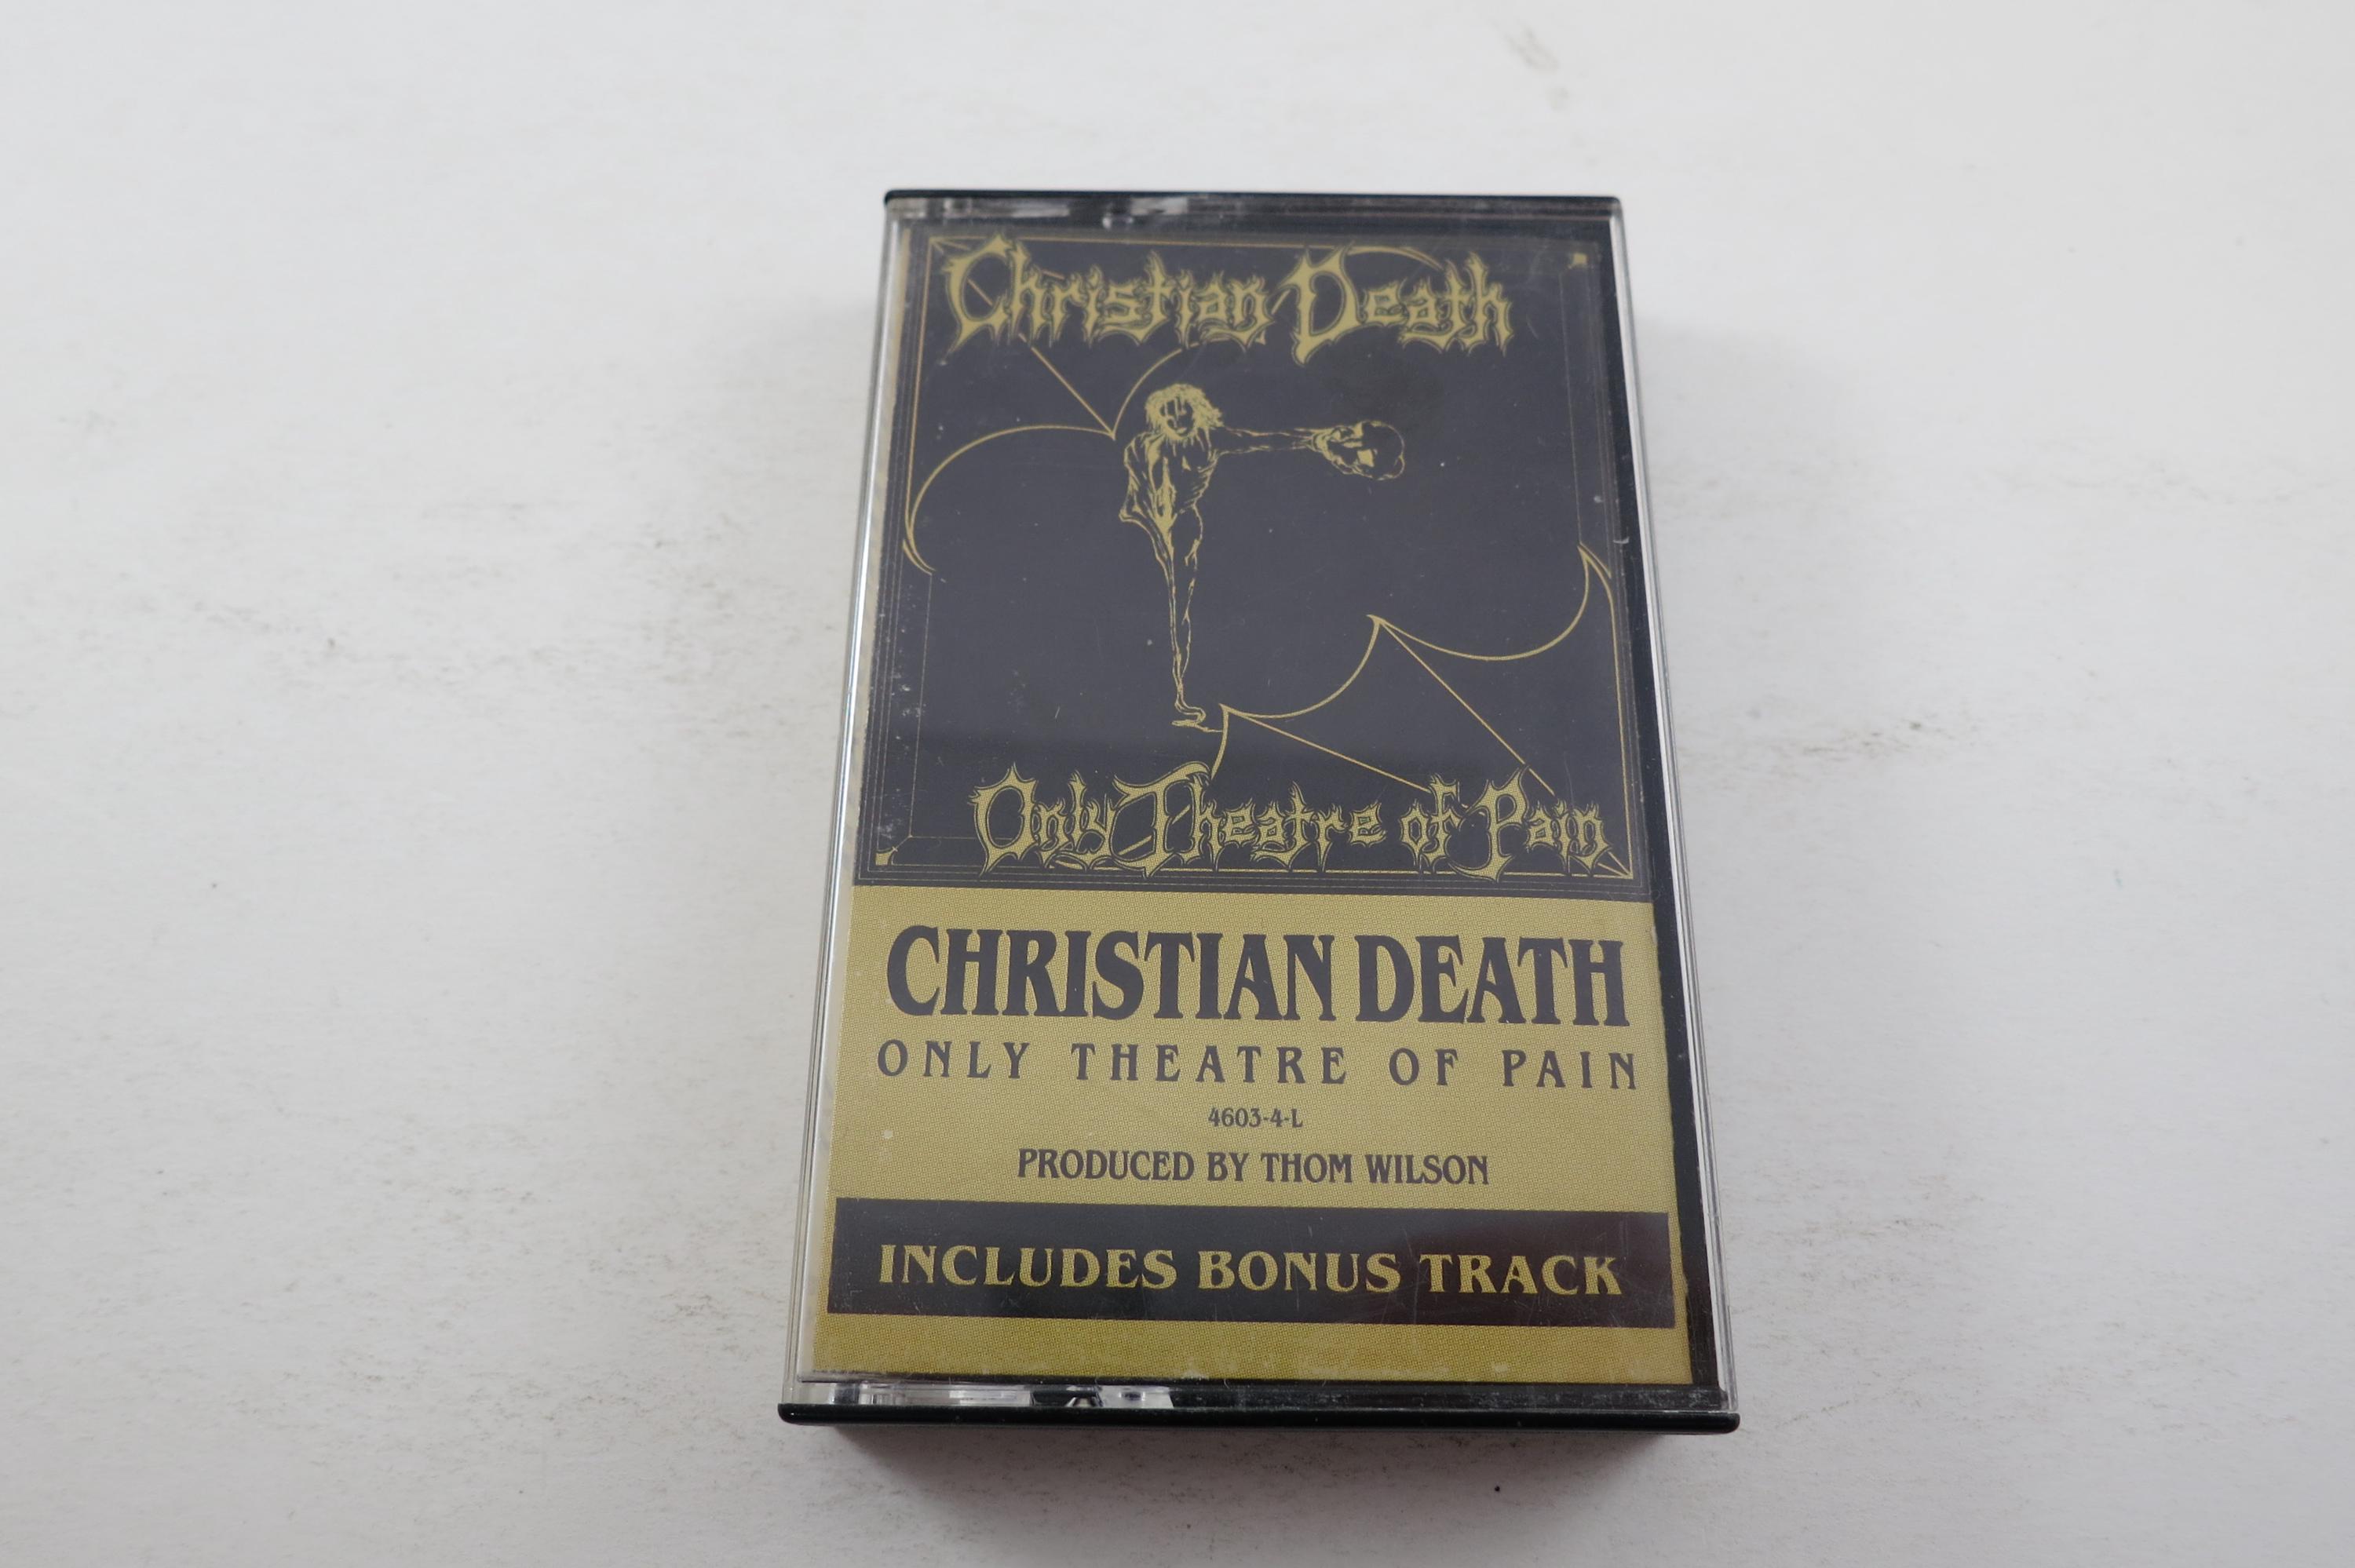 Christian Death
Only Theatre of Pain
CHRISTIAN DEATH
ONLY THEATRE OF PAIN
4603-4-L
PRODUCED BY THOM WILSON
INCLUDES BONUS TRACK